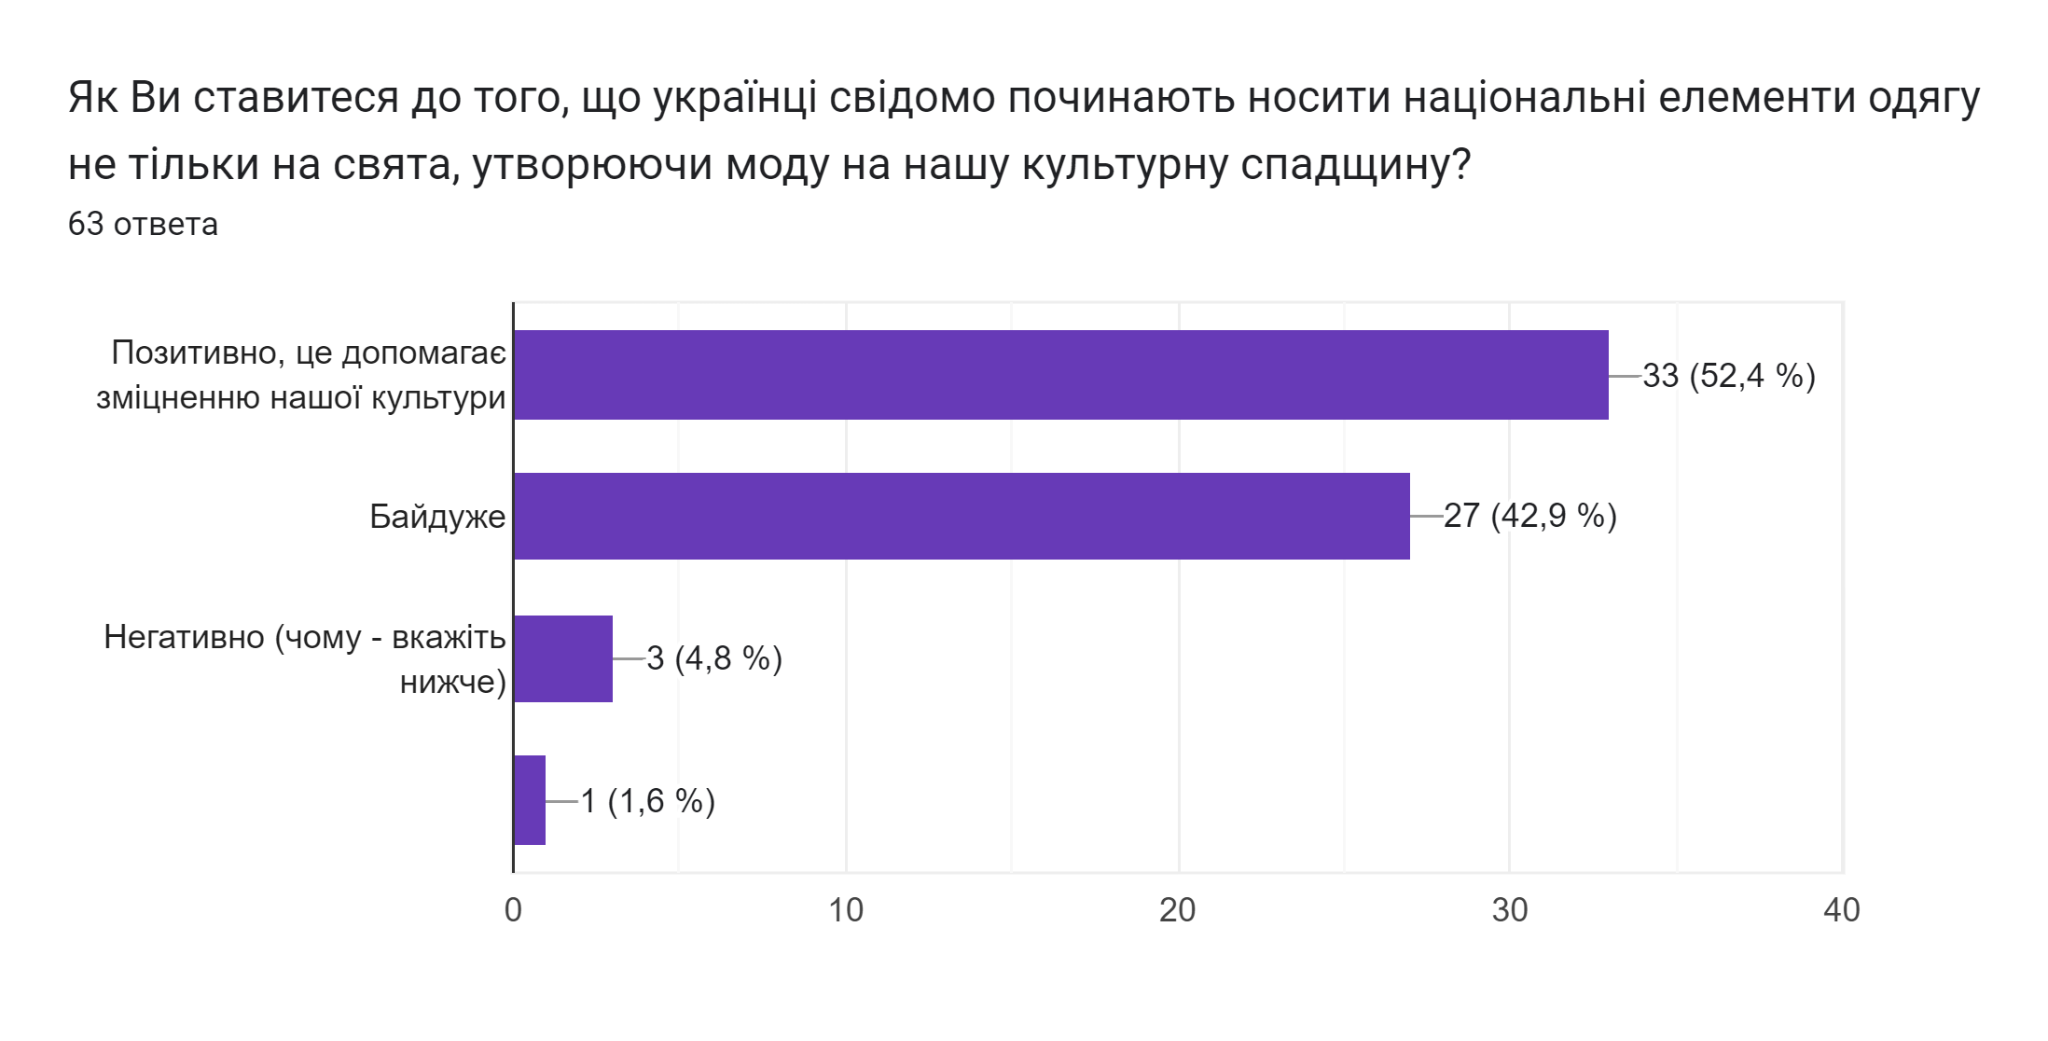 Як Ви ставитеся до того, що українці свідомо починають носити національні елементи одягу
не тільки на свята, утворюючи моду на нашу культурну спадщину?
63 ответа
Позитивно, це допомагає
зміцненню нашої культури
33 (52,4 %)
Байдуже
27 (42,9 %)
Негативно (чому - вкажіть
нижче)
3 (4,8 %)
1 (1,6 %)
0 10 20 30 40